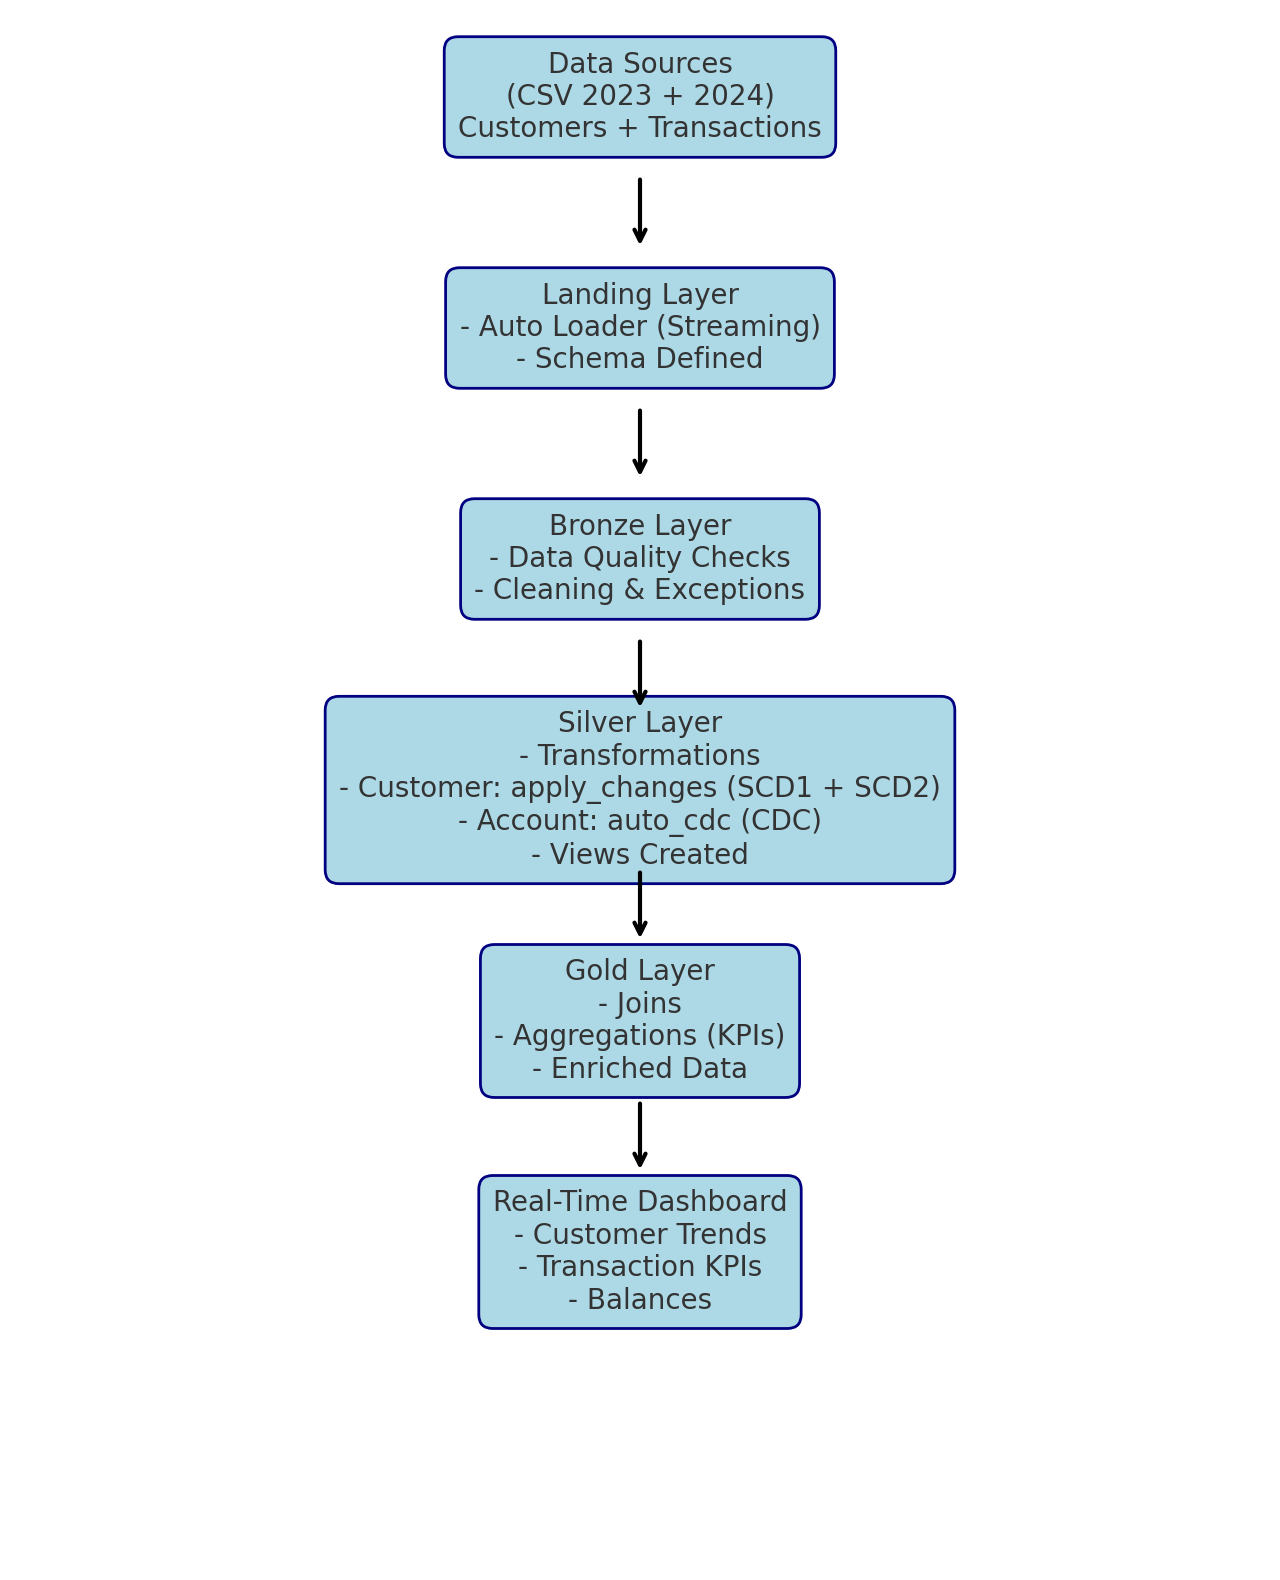 Data Sources
(CSV 2023 + 2024)
Customers + Transactions
Landing Layer
- Auto Loader (Streaming)
- Schema Defined
Bronze Layer
- Data Quality Checks
- Cleaning & Exceptions
Silver Layer
- Transformations
- Customer: apply_changes (SCD1 + SCD2)
- Account: auto_cdc (CDC)
- Views Created
Gold Layer
- Joins
- Aggregations (KPIs)
- Enriched Data
Real-Time Dashboard
- Customer Trends
- Transaction KPIs
- Balances